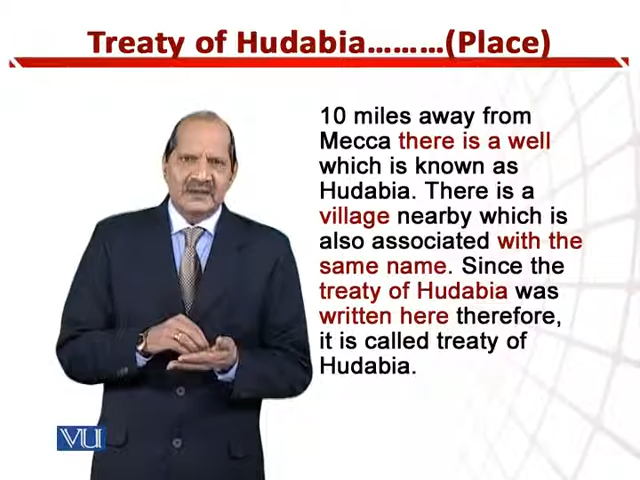 Treaty of Hudabia………(Place)
10 miles away from
Mecca there is a well
which is known as
Hudabia. There is a
village nearby which is
also associated with the
same name. Since the
treaty of Hudabia was
written here therefore,
it is called treaty of
Hudabia.
VU